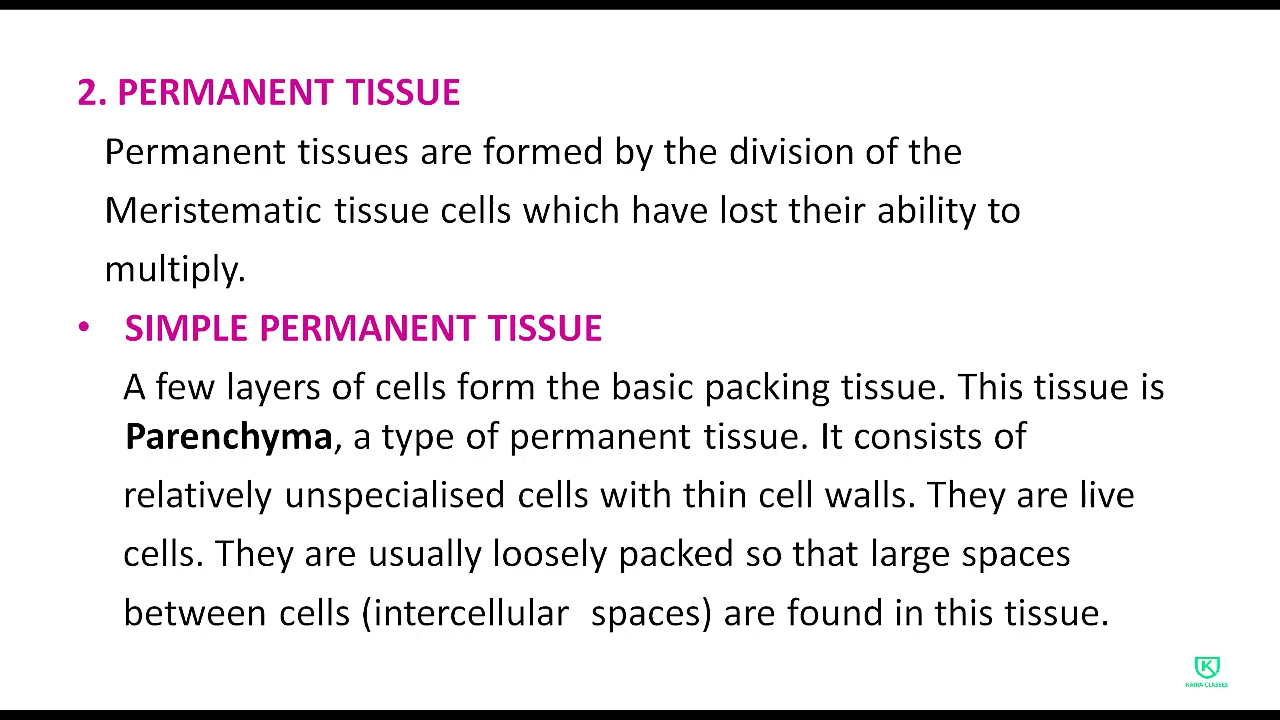 2. PERMANENT TISSUE
Permanent tissues are formed by the division of the
Meristematic tissue cells which have lost their ability to
multiply.
• SIMPLE PERMANENT TISSUE
A few layers of cells form the basic packing tissue. This tissue is
Parenchyma, a type of permanent tissue. It consists of
relatively unspecialised cells with thin cell walls. They are live
cells. They are usually loosely packed so that large spaces
between cells (intercellular spaces) are found in this tissue.
K
CLASSES